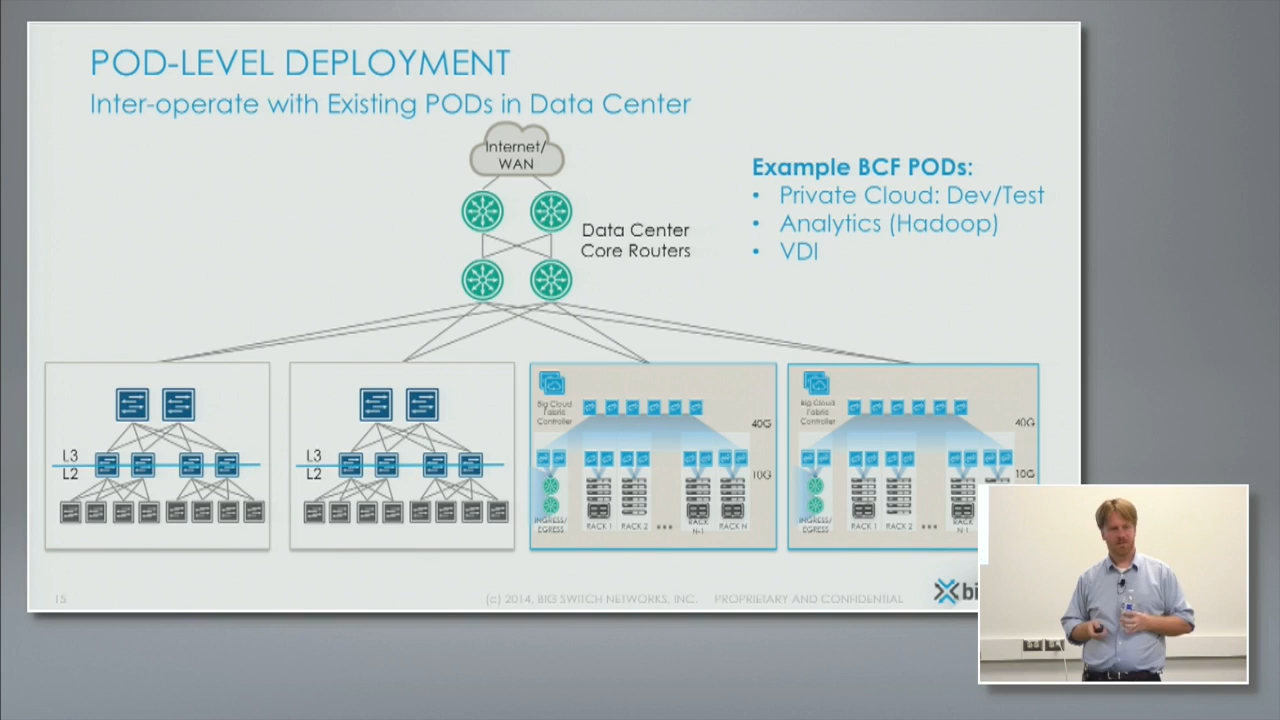 POD-LEVEL DEPLOYMENT
Inter-operate with Existing PODs in Data Center
Internet/
WAN
Data Center
Core Routers
Example BCF PODs:
• Private Cloud: Dev/Test
• Analytics (Hadoop)
• VDI
L3
L2
L3
L2
Big Cloud
Fabric
Controller
40G
10G
INGRESS/
EGRESS
RACK 1
RACK 2
...
RACK
N-1
RACK N
Big Cloud
Fabric
Controller
40G
10G
INGRESS/
EGRESS
RACK 1
RACK 2
...
RACK
N-1
15
(c) 2014, BIG SWITCH NETWORKS, INC. PROPRIETARY AND CONFIDENTIAL